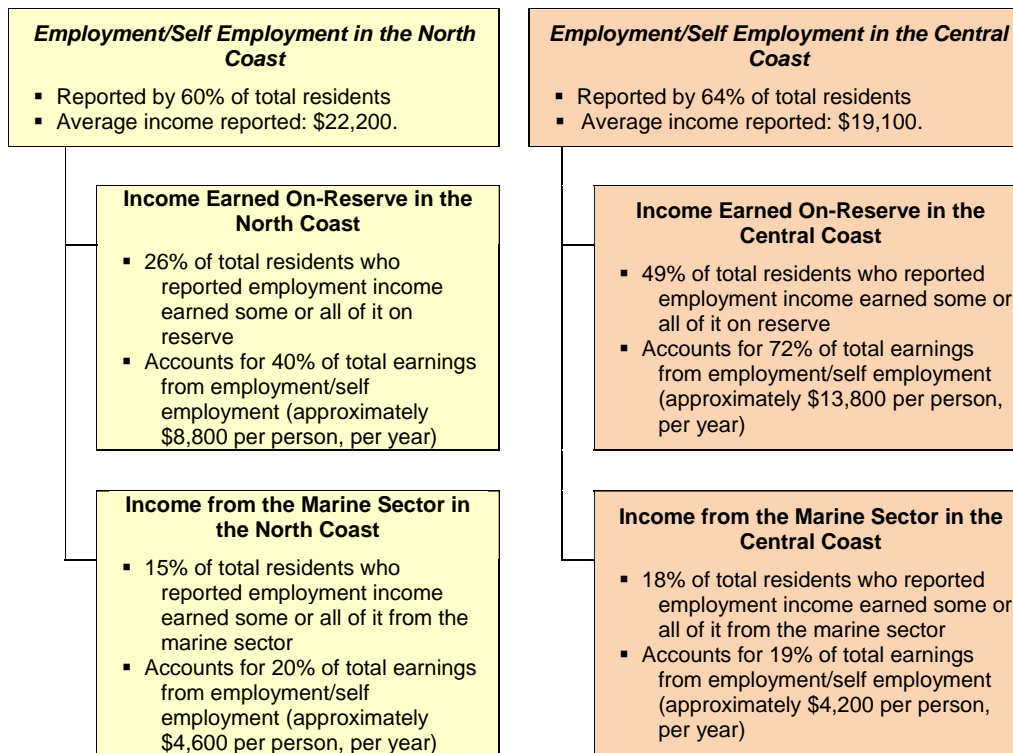 Employment/Self Employment in the North
Coast
▪ Reported by 60% of total residents
▪ Average income reported: $22,200.
Income Earned On-Reserve in the
North Coast
▪ 26% of total residents who
reported employment income
earned some or all of it on
reserve
▪ Accounts for 40% of total earnings
from employment/self
employment (approximately
$8,800 per person, per year)
Income from the Marine Sector in
the North Coast
▪ 15% of total residents who
reported employment income
earned some or all of it from the
marine sector
▪ Accounts for 20% of total earnings
from employment/self
employment (approximately
$4,600 per person, per year)
Employment/Self Employment in the Central
Coast
▪ Reported by 64% of total residents
▪ Average income reported: $19,100.
Income Earned On-Reserve in the
Central Coast
▪ 49% of total residents who reported
employment income earned some or
all of it on reserve
▪ Accounts for 72% of total earnings
from employment/self employment
(approximately $13,800 per person,
per year)
Income from the Marine Sector in the
Central Coast
▪ 18% of total residents who reported
employment income earned some or
all of it from the marine sector
▪ Accounts for 19% of total earnings
from employment/self employment
(approximately $4,200 per person,
per year)